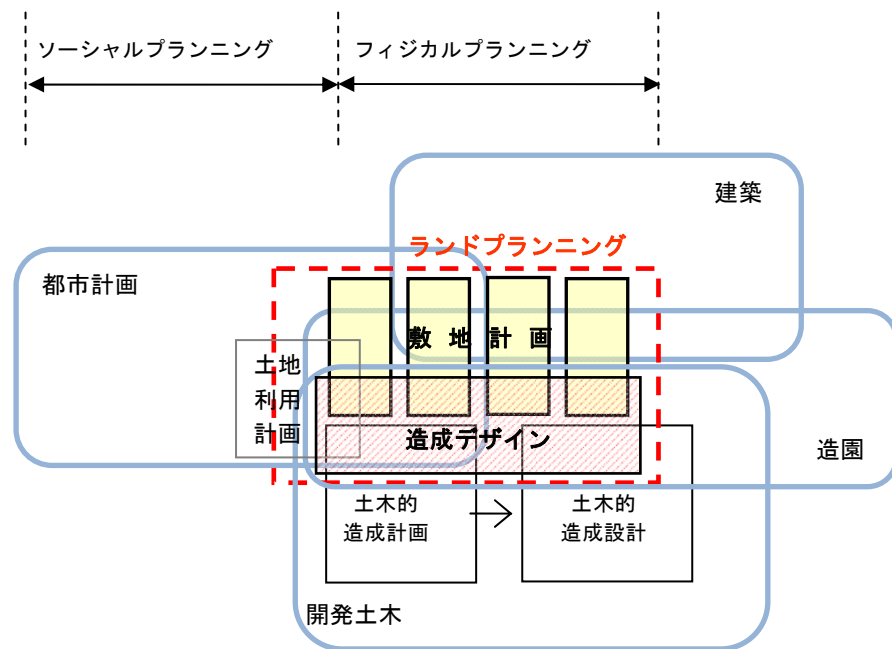 ソーシャルプランニング
フィジカルプランニング
建築
ランドプランニング
都市計画
敷地計画
土地
利用
計画
造成デザイン
造園
土木的
造成計画
土木的
造成設計
開発土木